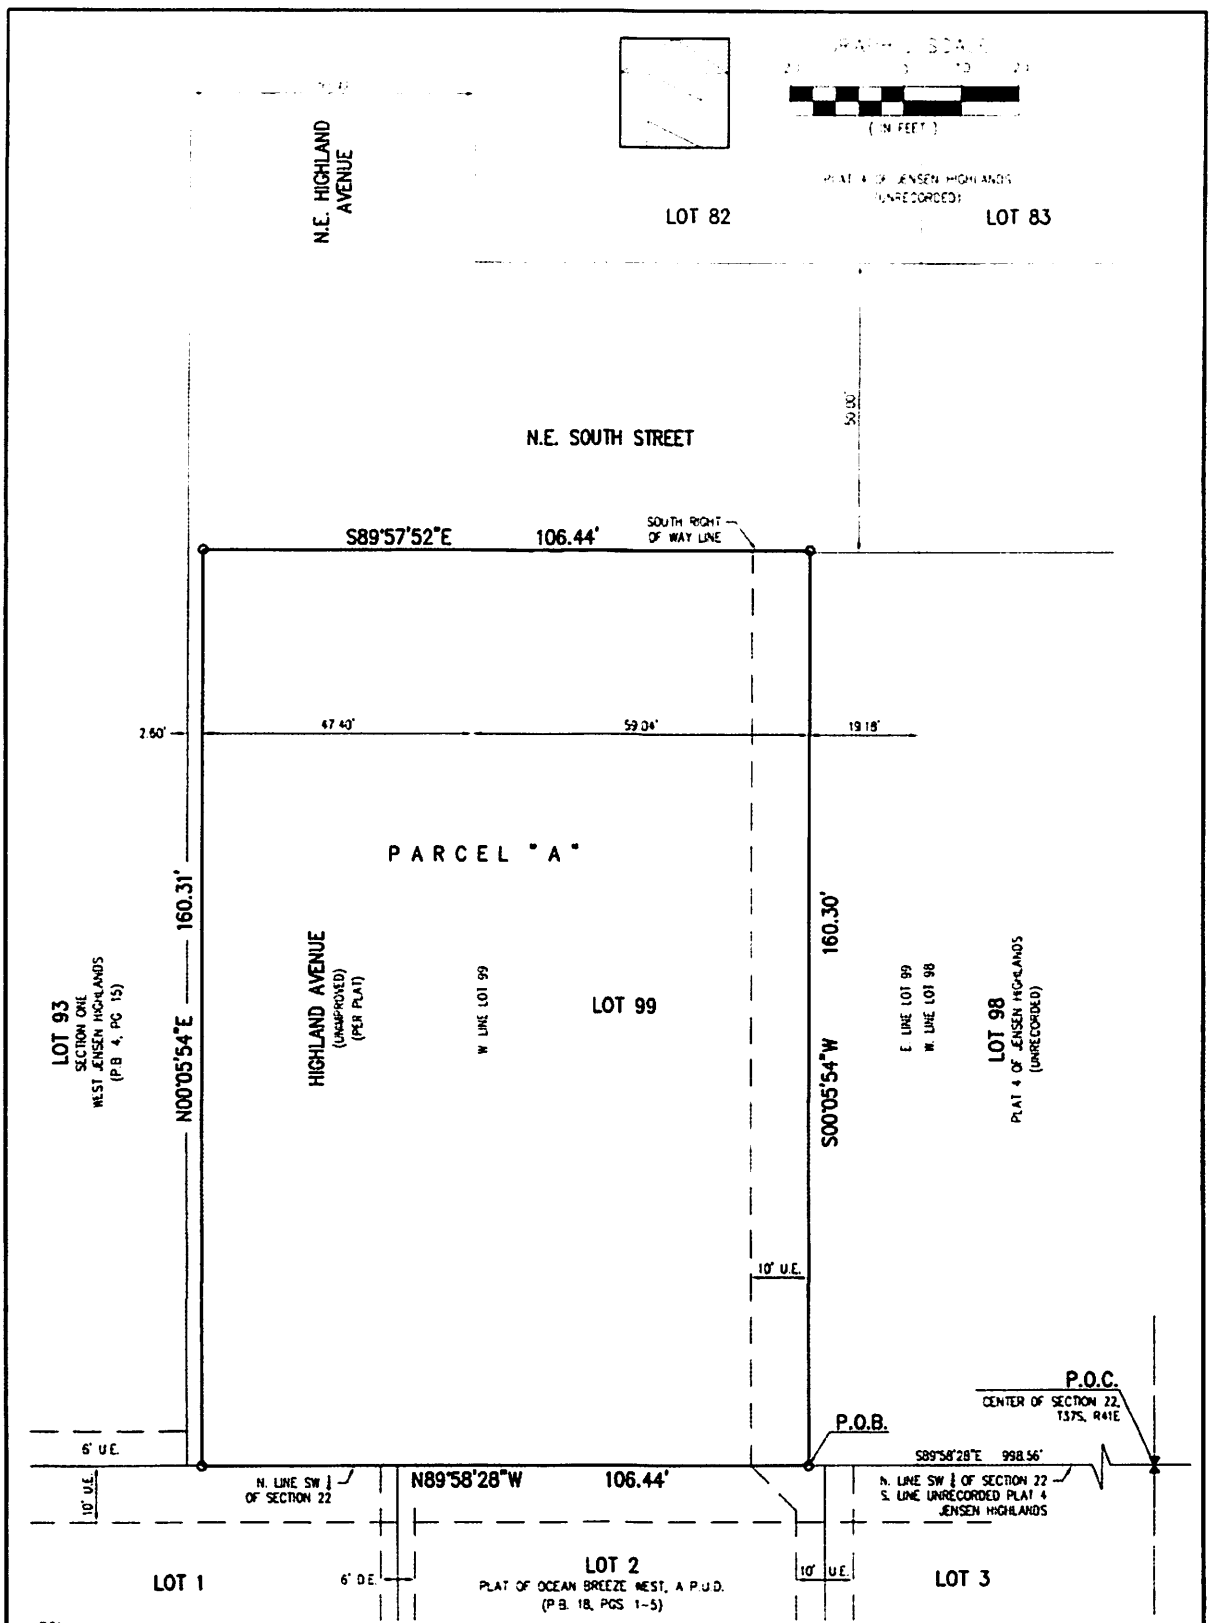 ( IN FEET )
PLAT 4 OF JENSEN HIGHLANDS
(UNRECORDED)
N.E. HIGHLAND
AVENUE
LOT 82
LOT 83
50.00'
N.E. SOUTH STREET
SOUTH RIGHT
OF WAY LINE
S89°57'52"E 106.44'
2.60'
47.40'
59.04'
19.18'
PARCEL "A"
N00°05'54"E 160.31'
S00°05'54"W 160.30'
LOT 93
SECTION ONE
WEST JENSEN HIGHLANDS
(P.B. 4, PG 15)
HIGHLAND AVENUE
(UNIMPROVED)
(PER PLAT)
W LINE LOT 99
LOT 99
E LINE LOT 99
W. LINE LOT 98
LOT 98
PLAT 4 OF JENSEN HIGHLANDS
(UNRECORDED)
10' U.E.
P.O.C.
CENTER OF SECTION 22,
T37S, R41E
P.O.B.
6' U.E.
S89°58'28"E 998.56'
10' U.E.
N. LINE SW ¼
OF SECTION 22
N89°58'28"W 106.44'
N. LINE SW ¼ OF SECTION 22
S. LINE UNRECORDED PLAT 4
JENSEN HIGHLANDS
LOT 1
6' D.E.
LOT 2
PLAT OF OCEAN BREEZE WEST, A P.U.D.
(P.B. 18, PGS 1-5)
10' U.E.
LOT 3